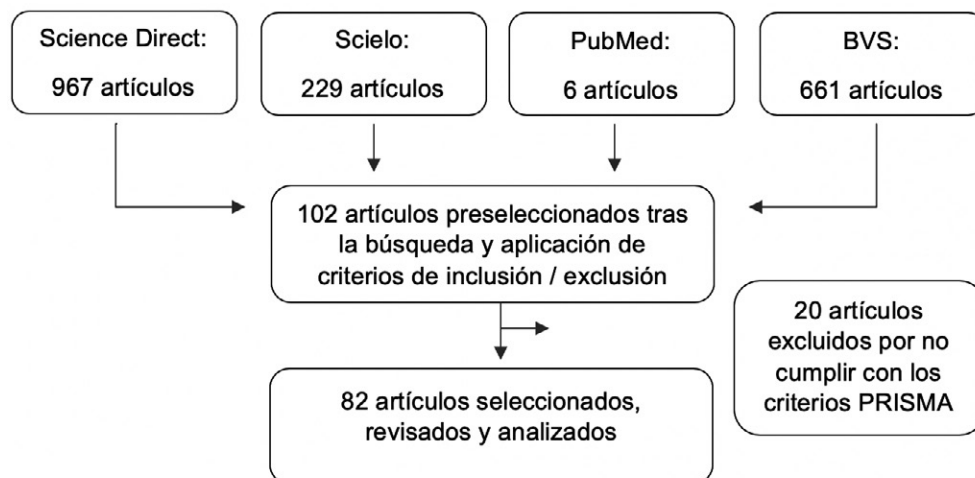 Science Direct:
967 artículos
Scielo:
229 artículos
PubMed:
6 artículos
BVS:
661 artículos
102 artículos preseleccionados tras
la búsqueda y aplicación de
criterios de inclusión / exclusión
20 artículos
excluidos por no
cumplir con los
criterios PRISMA
82 artículos seleccionados,
revisados y analizados